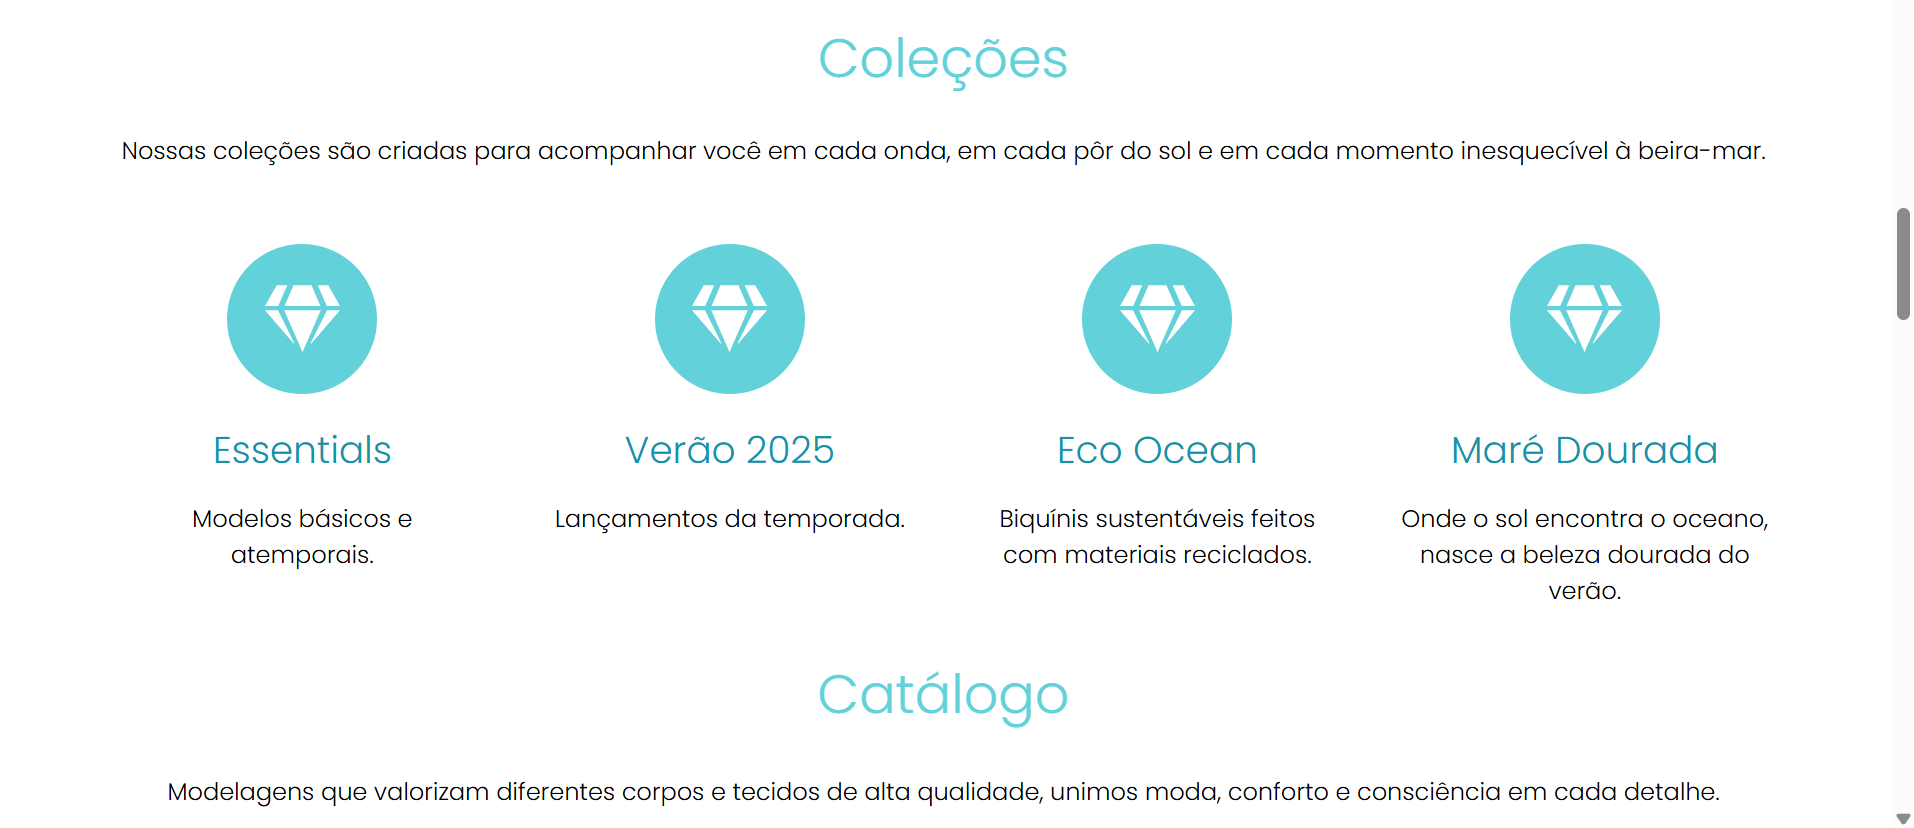 Coleções
Nossas coleções são criadas para acompanhar você em cada onda, em cada pôr do sol e em cada momento inesquecível à beira-mar.
Essentials
Modelos básicos e
atemporais.
Verão 2025
Lançamentos da temporada.
Eco Ocean
Biquínis sustentáveis feitos
com materiais reciclados.
Maré Dourada
Onde o sol encontra o oceano,
nasce a beleza dourada do
verão.
Catálogo
Modelagens que valorizam diferentes corpos e tecidos de alta qualidade, unimos moda, conforto e consciência em cada detalhe.